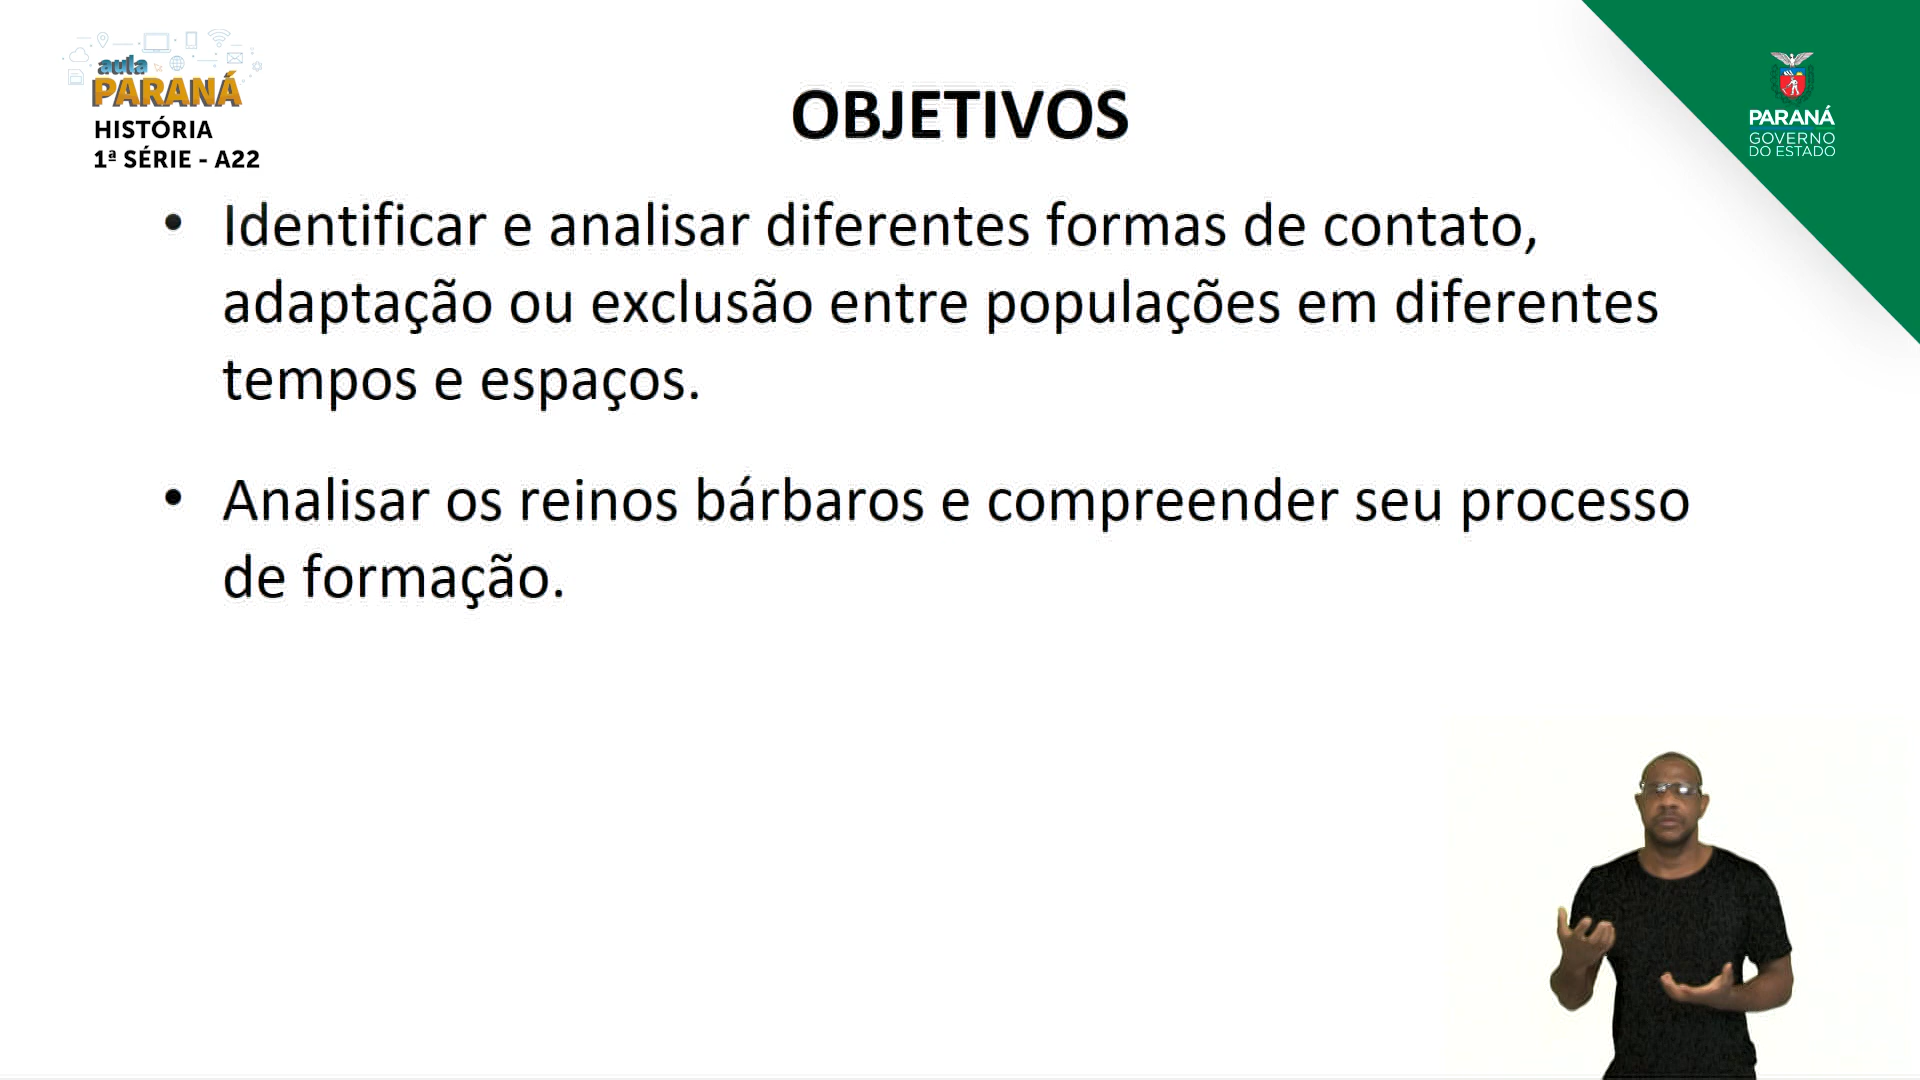 aula
PARANÁ
HISTÓRIA
1ª SÉRIE - A22
OBJETIVOS
PARANÁ
GOVERNO
DO ESTADO
• Identificar e analisar diferentes formas de contato,
adaptação ou exclusão entre populações em diferentes
tempos e espaços.
• Analisar os reinos bárbaros e compreender seu processo
de formação.